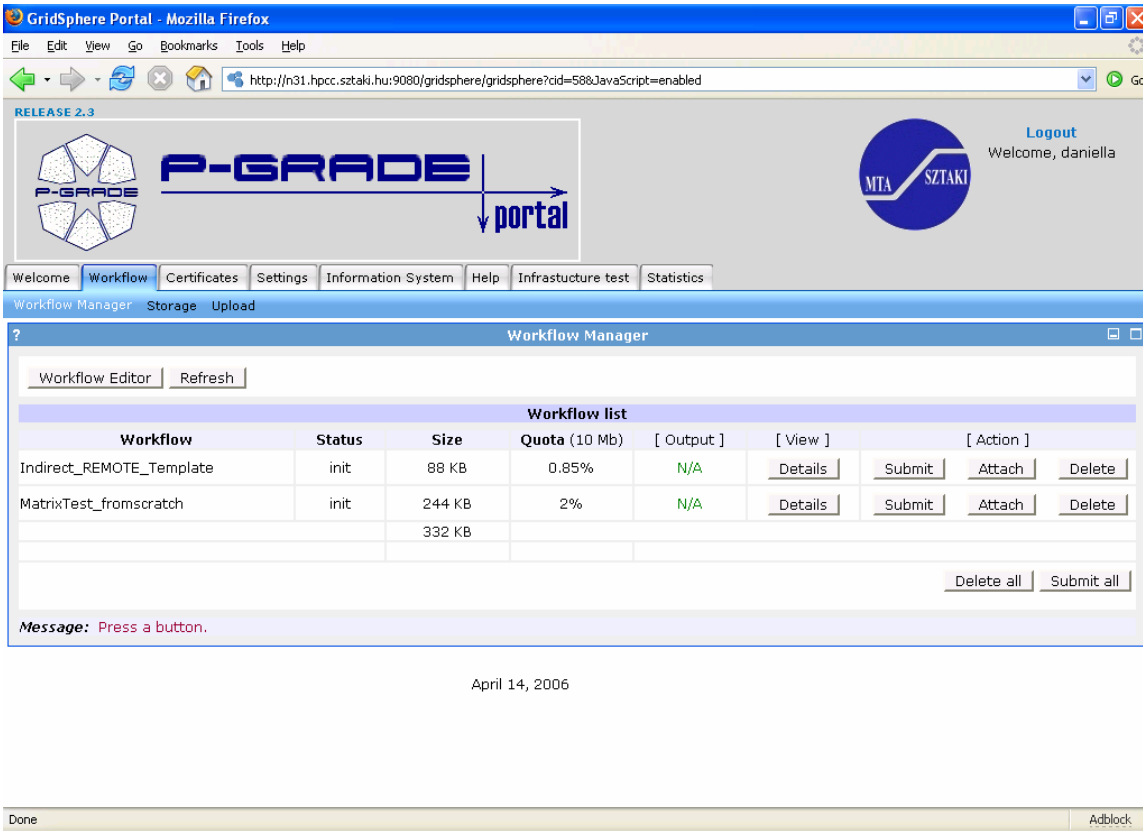 GridSphere Portal - Mozilla Firefox
File Edit View Go Bookmarks Tools Help
http://n31.hpcc.sztaki.hu:9080/gridsphere/gridsphere?cid=58&JavaScript=enabled Go
RELEASE 2.3
P-GRADE
P-GRADE
portal
MTA SZTAKI
Logout
Welcome, daniella
Welcome Workflow Certificates Settings Information System Help Infrastucture test Statistics
Workflow Manager Storage Upload
? Workflow Manager
Workflow Editor Refresh
Workflow list
Workflow Status Size Quota (10 Mb) [ Output ] [ View ] [ Action ]
Indirect_REMOTE_Template init 88 KB 0.85% N/A Details Submit Attach Delete
MatrixTest_fromscratch init 244 KB 2% N/A Details Submit Attach Delete
332 KB
Delete all Submit all
Message: Press a button.
April 14, 2006
Done Adblock